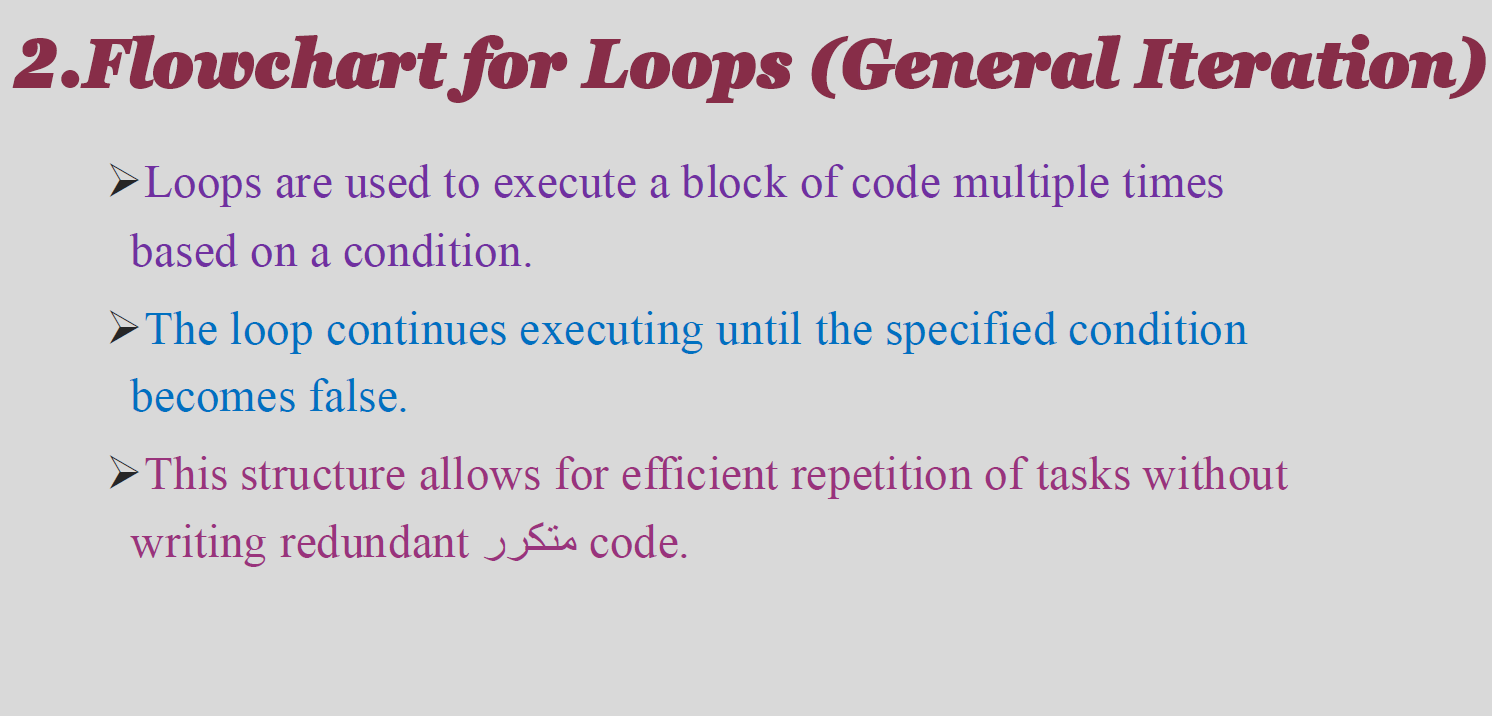 2.Flowchart for Loops (General Iteration)
➢Loops are used to execute a block of code multiple times
based on a condition.
➢The loop continues executing until the specified condition
becomes false.
➢This structure allows for efficient repetition of tasks without
writing redundant متكرر code.